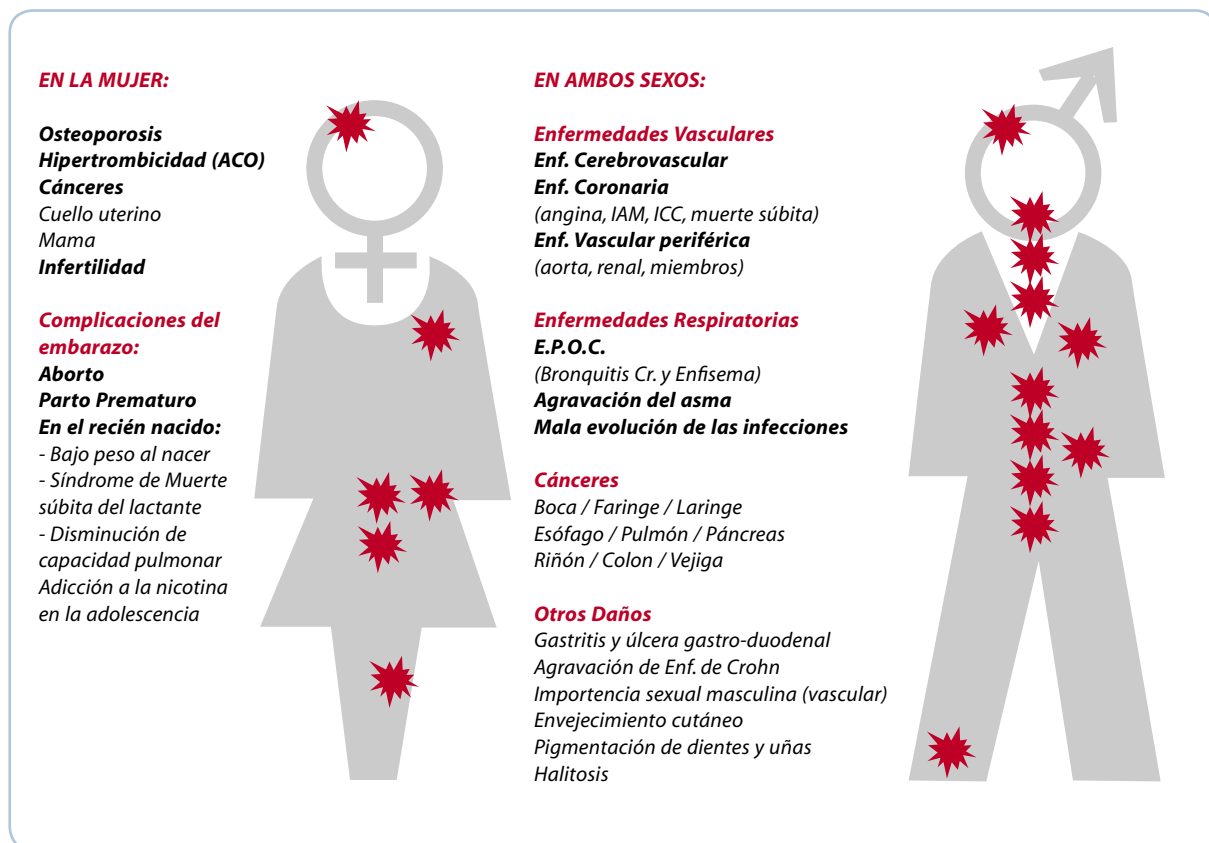 EN LA MUJER:
Osteoporosis
Hipertrombicidad (ACO)
Cánceres
Cuello uterino
Mama
Infertilidad
Complicaciones del
embarazo:
Aborto
Parto Prematuro
En el recién nacido:
- Bajo peso al nacer
- Síndrome de Muerte
súbita del lactante
- Disminución de
capacidad pulmonar
Adicción a la nicotina
en la adolescencia
EN AMBOS SEXOS:
Enfermedades Vasculares
Enf. Cerebrovascular
Enf. Coronaria
(angina, IAM, ICC, muerte súbita)
Enf. Vascular periférica
(aorta, renal, miembros)
Enfermedades Respiratorias
E.P.O.C.
(Bronquitis Cr. y Enfisema)
Agravación del asma
Mala evolución de las infecciones
Cánceres
Boca / Faringe / Laringe
Esófago / Pulmón / Páncreas
Riñón / Colon / Vejiga
Otros Daños
Gastritis y úlcera gastro-duodenal
Agravación de Enf. de Crohn
Importencia sexual masculina (vascular)
Envejecimiento cutáneo
Pigmentación de dientes y uñas
Halitosis